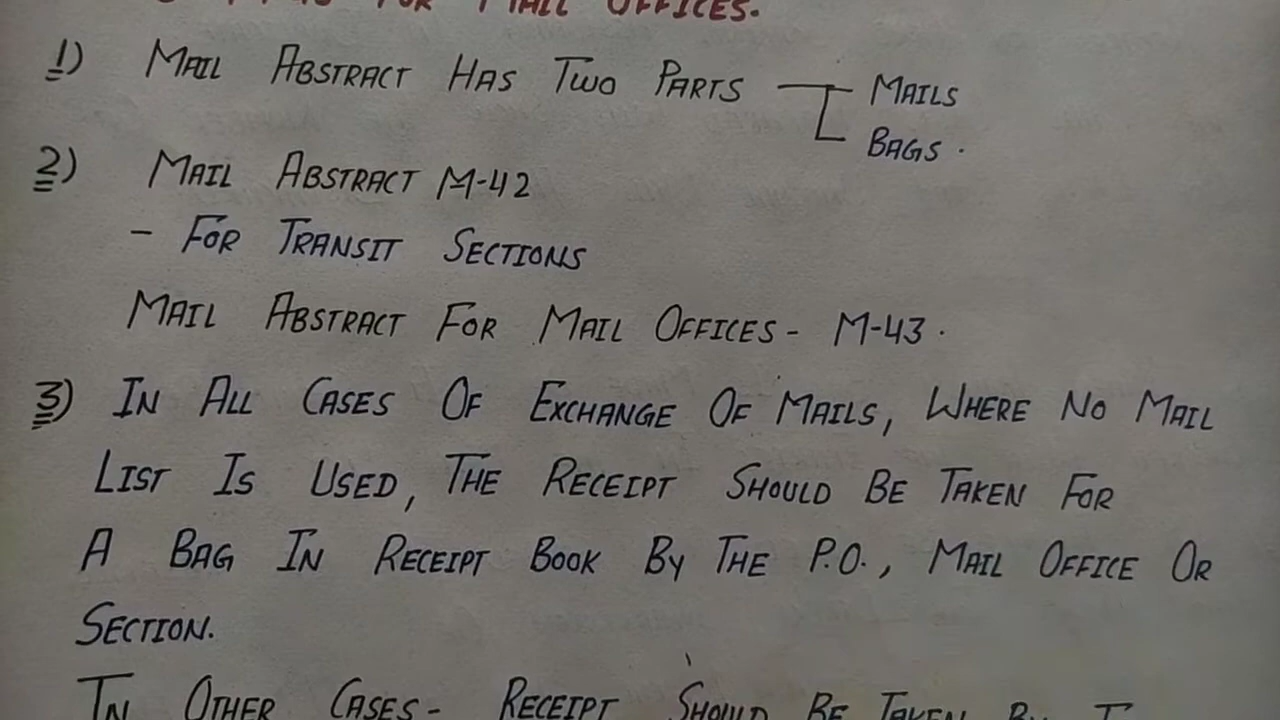 FOR MAIL OFFICES.
1) MAIL ABSTRACT HAS TWO PARTS MAILS
BAGS.
2) MAIL ABSTRACT M-42
- FOR TRANSIT SECTIONS
MAIL ABSTRACT FOR MAIL OFFICES - M-43.
3) IN ALL CASES OF EXCHANGE OF MAILS, WHERE NO MAIL
LIST IS USED, THE RECEIPT SHOULD BE TAKEN FOR
A BAG IN RECEIPT BOOK BY THE P.O., MAIL OFFICE OR
SECTION.
IN OTHER CASES - RECEIPT SHOULD BE TAKEN